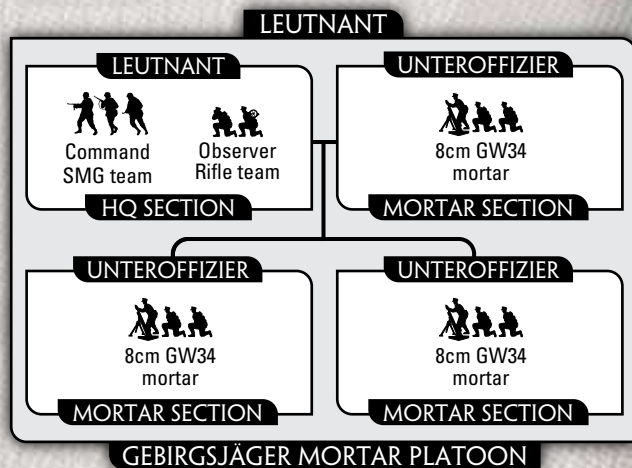 LEUTNANT
LEUTNANT
Command
SMG team
Observer
Rifle team
HQ SECTION
UNTEROFFIZIER
8cm GW34
mortar
MORTAR SECTION
UNTEROFFIZIER
8cm GW34
mortar
MORTAR SECTION
UNTEROFFIZIER
8cm GW34
mortar
MORTAR SECTION
GEBIRGSJÄGER MORTAR PLATOON